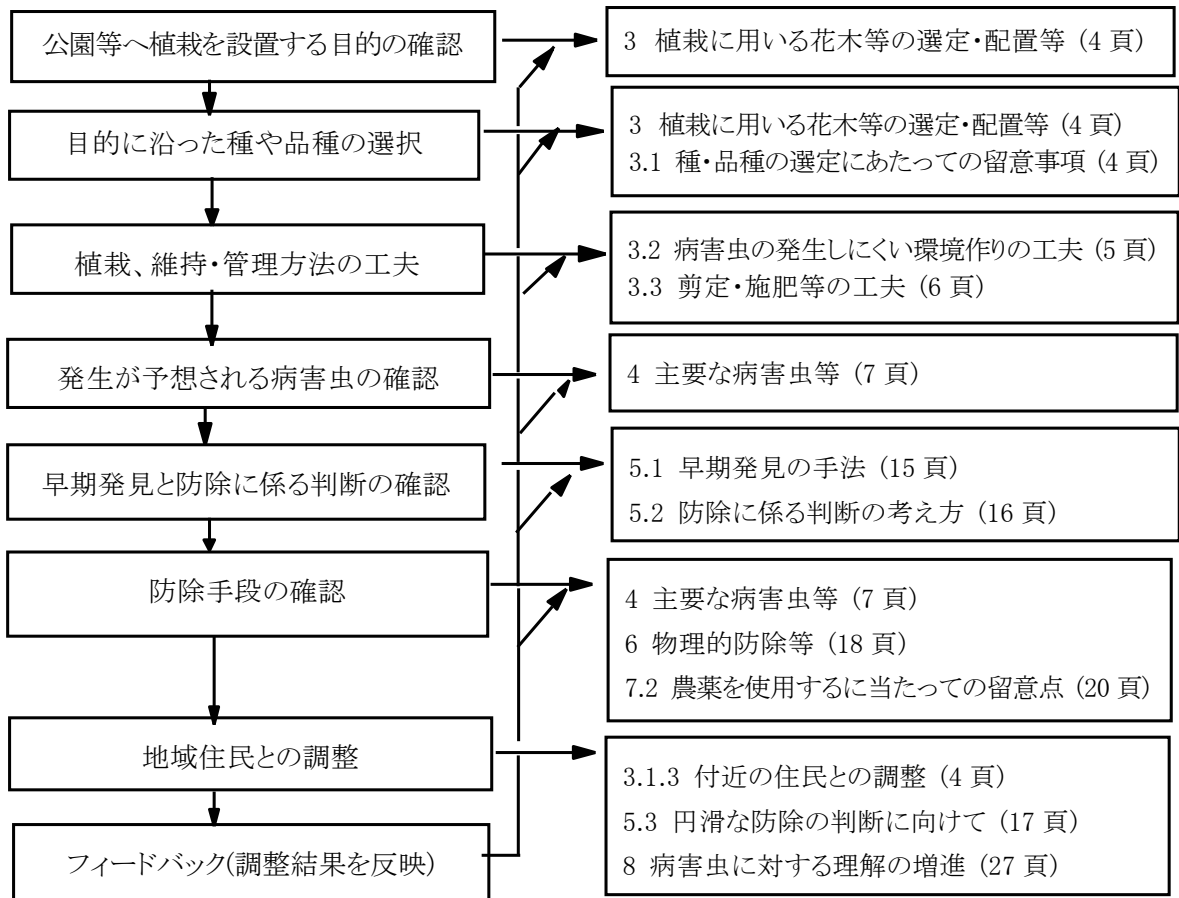 公園等へ植栽を設置する目的の確認
3 植栽に用いる花木等の選定・配置等 (4 頁)
目的に沿った種や品種の選択
3 植栽に用いる花木等の選定・配置等 (4 頁)
3.1 種・品種の選定にあたっての留意事項 (4 頁)
植栽、維持・管理方法の工夫
3.2 病害虫の発生しにくい環境作りの工夫 (5 頁)
3.3 剪定・施肥等の工夫 (6 頁)
発生が予想される病害虫の確認
4 主要な病害虫等 (7 頁)
早期発見と防除に係る判断の確認
5.1 早期発見の手法 (15 頁)
5.2 防除に係る判断の考え方 (16 頁)
防除手段の確認
4 主要な病害虫等 (7 頁)
6 物理的防除等 (18 頁)
7.2 農薬を使用するに当たっての留意点 (20 頁)
地域住民との調整
3.1.3 付近の住民との調整 (4 頁)
5.3 円滑な防除の判断に向けて (17 頁)
8 病害虫に対する理解の増進 (27 頁)
フィードバック(調整結果を反映)